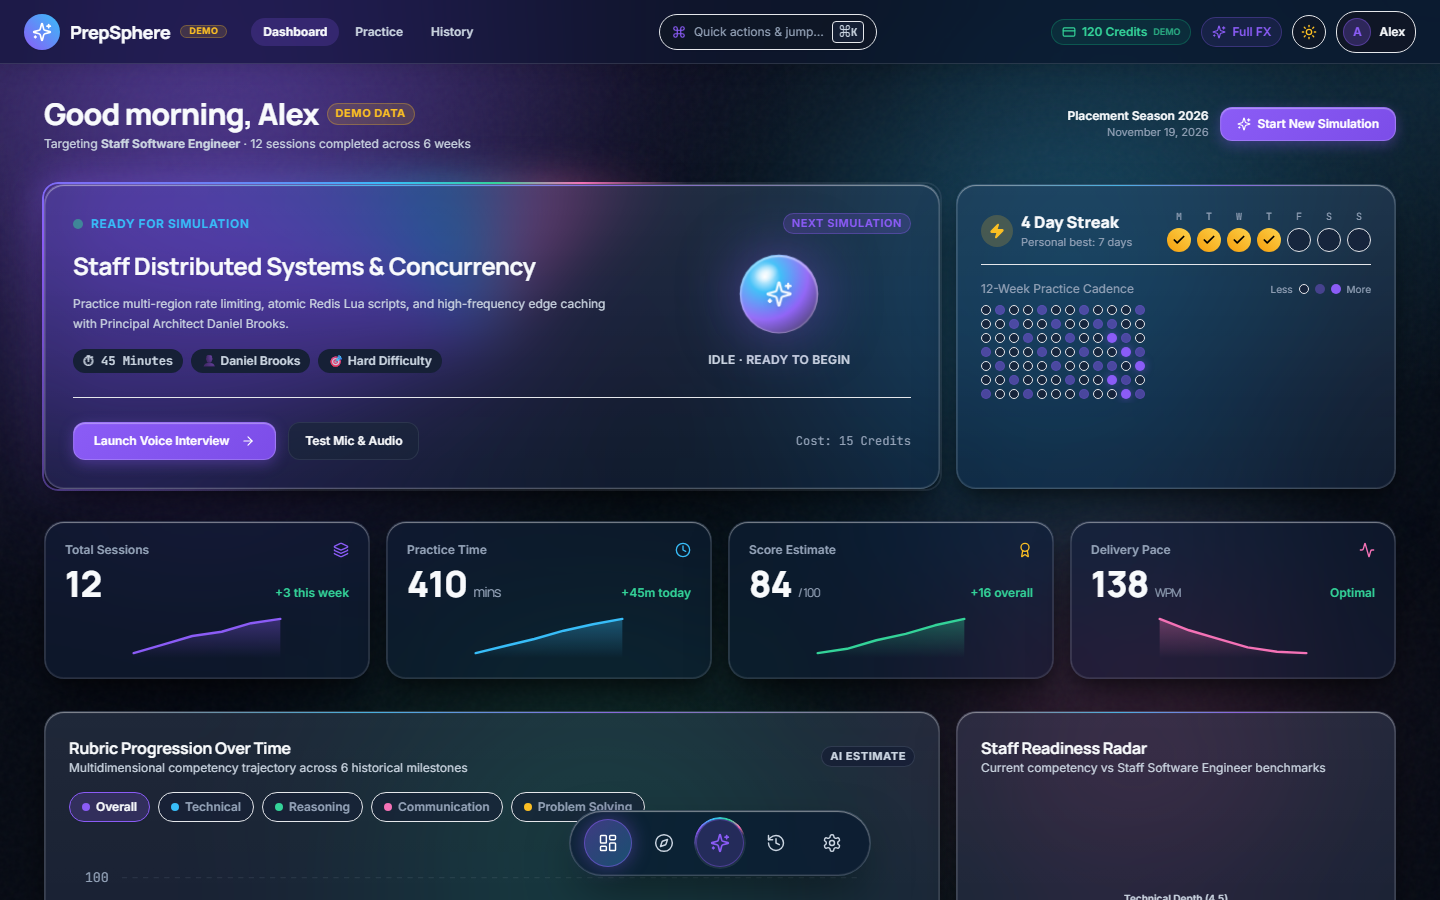 PrepSphere DEMO Dashboard Practice History Quick actions & jump... ⌘K 120 Credits DEMO Full FX A Alex
Good morning, Alex DEMO DATA
Targeting Staff Software Engineer · 12 sessions completed across 6 weeks
Placement Season 2026
November 19, 2026
Start New Simulation
READY FOR SIMULATION
NEXT SIMULATION
Staff Distributed Systems & Concurrency
Practice multi-region rate limiting, atomic Redis Lua scripts, and high-frequency edge caching
with Principal Architect Daniel Brooks.
45 Minutes Daniel Brooks Hard Difficulty
IDLE · READY TO BEGIN
Launch Voice Interview → Test Mic & Audio Cost: 15 Credits
4 Day Streak
Personal best: 7 days
M T W T F S S
12-Week Practice Cadence Less More
Total Sessions
12 +3 this week
Practice Time
410 mins +45m today
Score Estimate
84 /100 +16 overall
Delivery Pace
138 WPM Optimal
Rubric Progression Over Time
Multidimensional competency trajectory across 6 historical milestones
AI ESTIMATE
Overall Technical Reasoning Communication Problem Solving
100
Staff Readiness Radar
Current competency vs Staff Software Engineer benchmarks
Technical Depth (4.5)